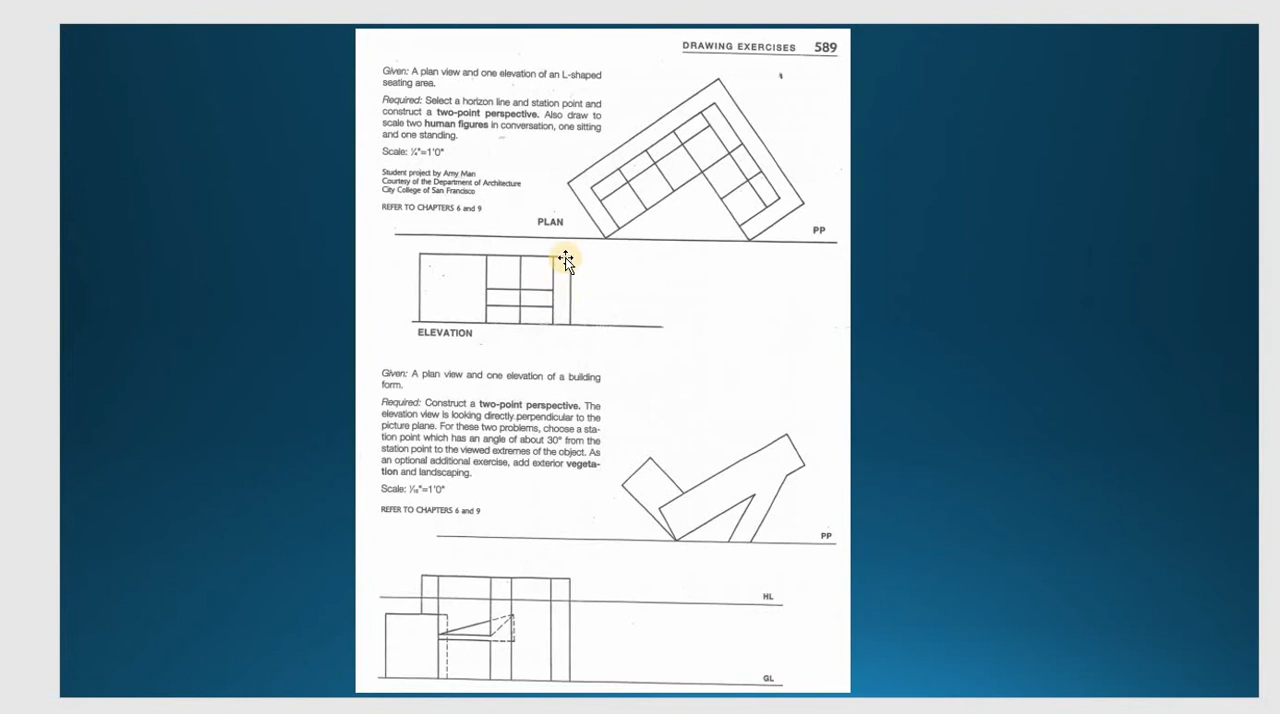 DRAWING EXERCISES 589
Given: A plan view and one elevation of an L-shaped
seating area.
Required: Select a horizon line and station point and
construct a two-point perspective. Also draw to
scale two human figures in conversation, one sitting
and one standing.
Scale: ¼"=1'0"
Student project by Amy Man
Courtesy of the Department of Architecture
City College of San Francisco
REFER TO CHAPTERS 6 and 9
PLAN
PP
ELEVATION
Given: A plan view and one elevation of a building
form.
Required: Construct a two-point perspective. The
elevation view is looking directly perpendicular to the
picture plane. For these two problems, choose a sta-
tion point which has an angle of about 30° from the
station point to the viewed extremes of the object. As
an optional additional exercise, add exterior vegeta-
tion and landscaping.
Scale: ¹⁄₁₆"=1'0"
REFER TO CHAPTERS 6 and 9
PP
HL
GL